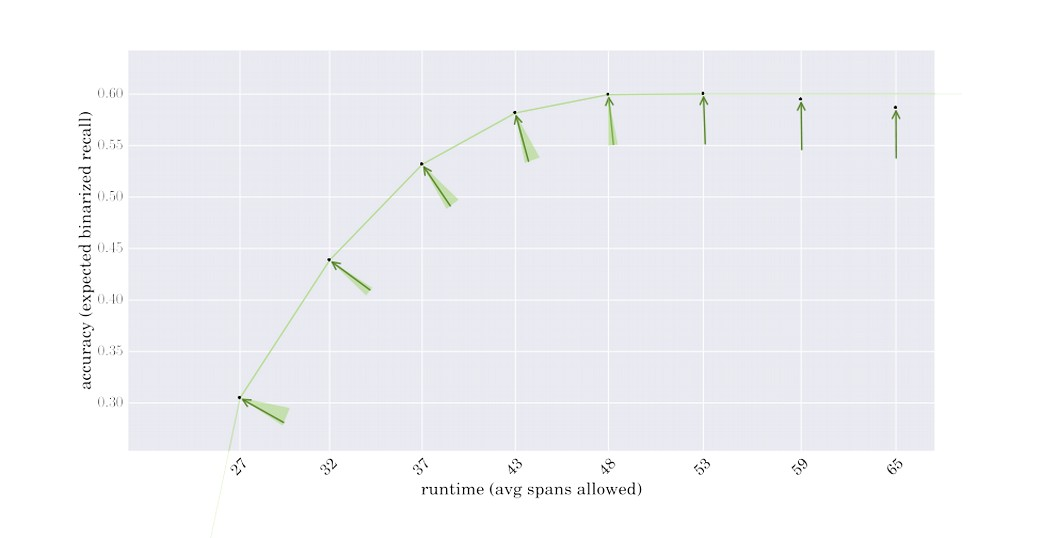 accuracy (expected binarized recall)
0.60
0.55
0.50
0.45
0.40
0.35
0.30
27 32 37 43 48 53 59 65
runtime (avg spans allowed)